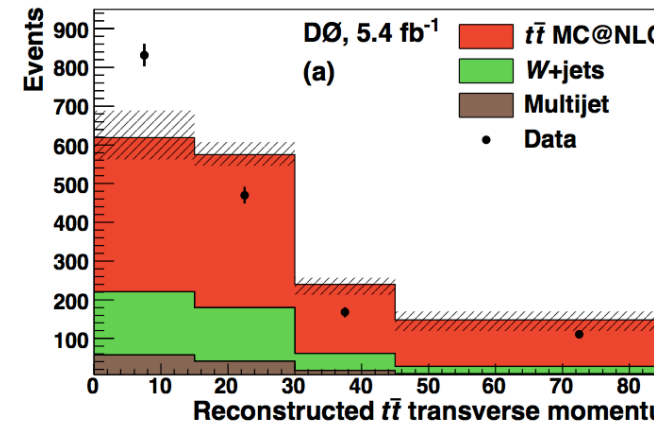 Events
900
800
700
600
500
400
300
200
100
DØ, 5.4 fb⁻¹
(a)
tt̄ MC@NLO
W+jets
Multijet
Data
0 10 20 30 40 50 60 70 80
Reconstructed tt̄ transverse